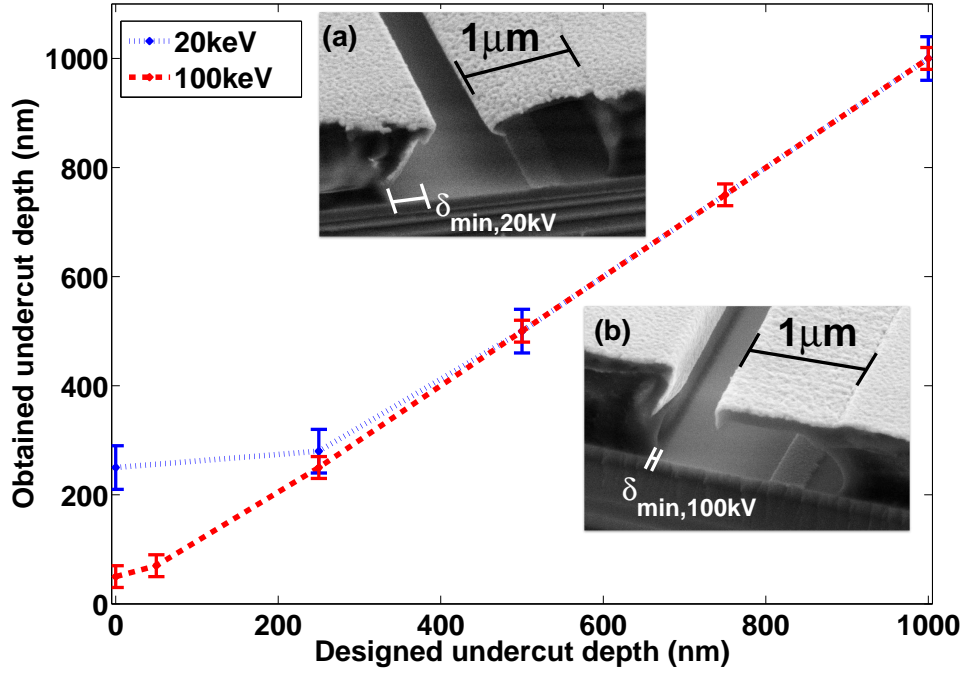 20keV
100keV
(a)
1μm
δmin,20kV
(b)
1μm
δmin,100kV
Obtained undercut depth (nm)
1000
800
600
400
200
0
0 200 400 600 800 1000
Designed undercut depth (nm)